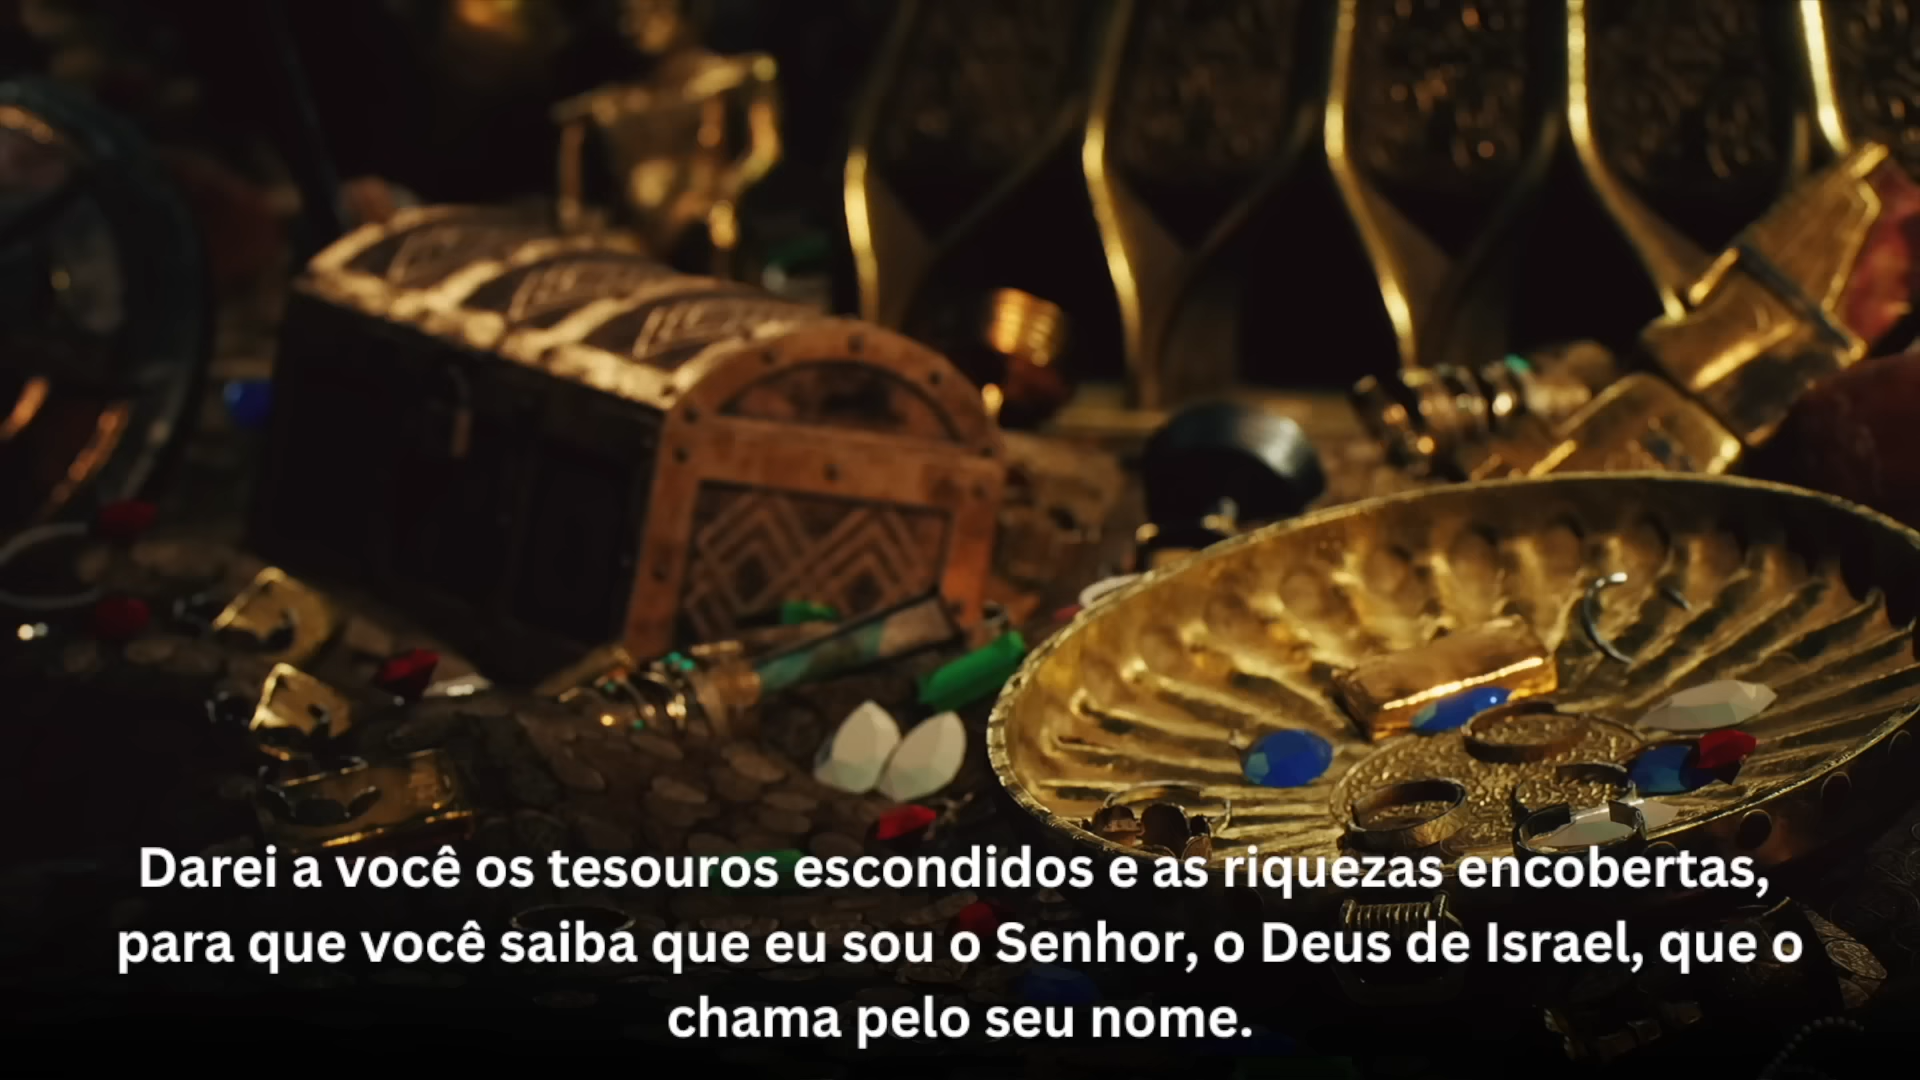 Darei a você os tesouros escondidos e as riquezas encobertas,
para que você saiba que eu sou o Senhor, o Deus de Israel, que o
chama pelo seu nome.